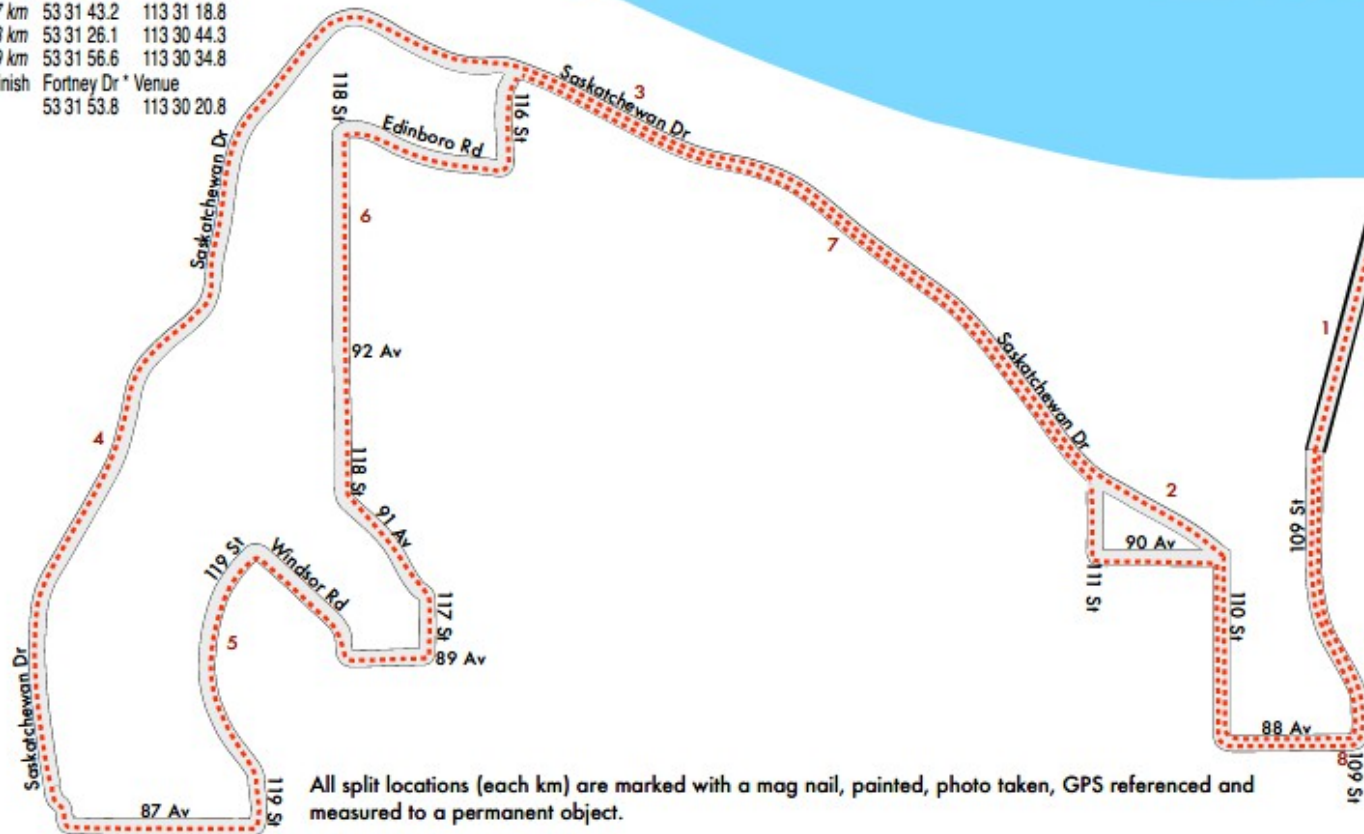 7 km 53 31 43.2 113 31 18.8
km 53 31 26.1 113 30 44.3
km 53 31 56.6 113 30 34.8
Fortney Dr * Venue
53 31 53.8 113 30 20.8
Saskatchewan Dr
3
118 St
116 St
Edinboro Rd
Saskatchewan Dr
6
7
1
92 Av
Saskatchewan Dr
4
118 St
2
91 Av
109 St
90 Av
119 St
Windsor Rd
111 St
117 St
110 St
5
89 Av
Saskatchewan Dr
88 Av
8
109 St
119 St
87 Av
All split locations (each km) are marked with a mag nail, painted, photo taken, GPS referenced and
measured to a permanent object.